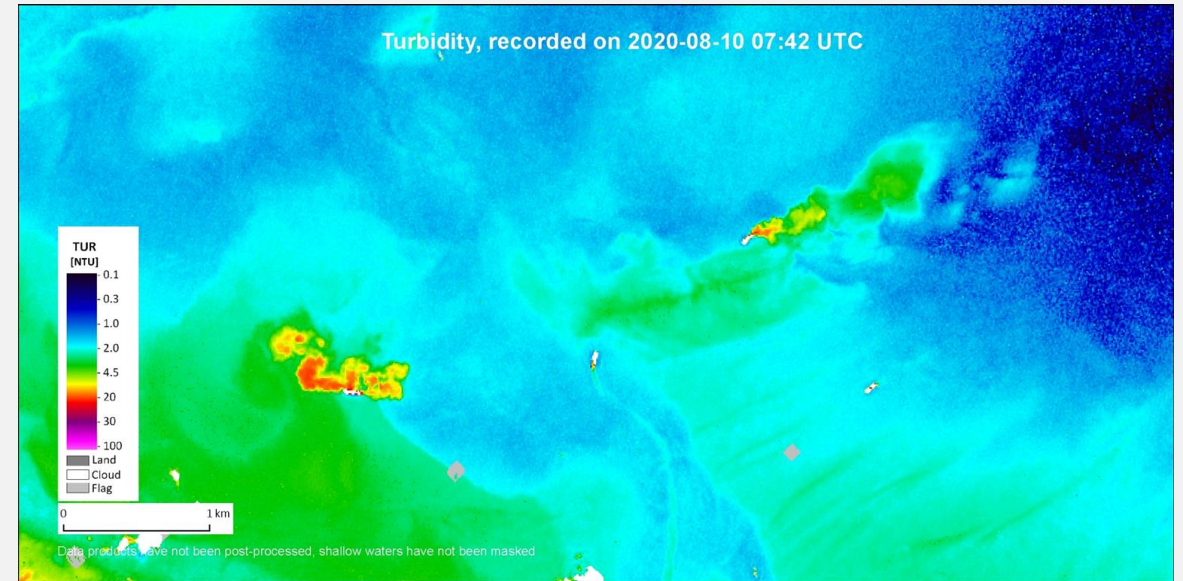 Turbidity, recorded on 2020-08-10 07:42 UTC
TUR
[NTU]
0.1
0.3
1.0
2.0
4.5
20
30
100
Land
Cloud
Flag
0 1 km
Data products have not been post-processed, shallow waters have not been masked